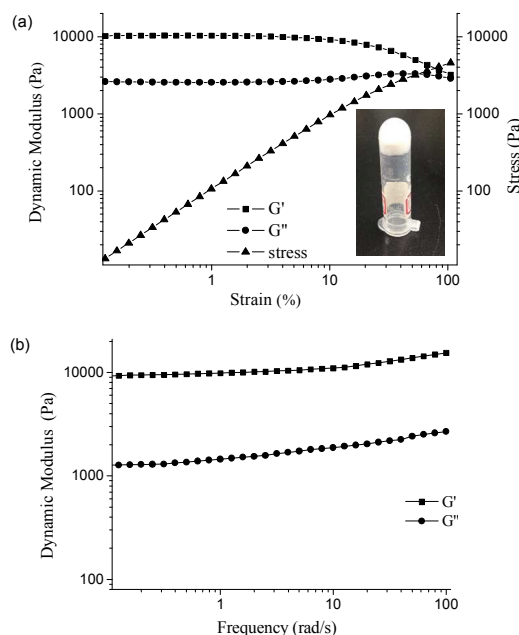 (a)
10000
1000
100
Dynamic Modulus (Pa)
10000
1000
100
Stress (Pa)
G'
G"
stress
1
10
100
Strain (%)
(b)
10000
1000
100
Dynamic Modulus (Pa)
G'
G"
1
10
100
Frequency (rad/s)